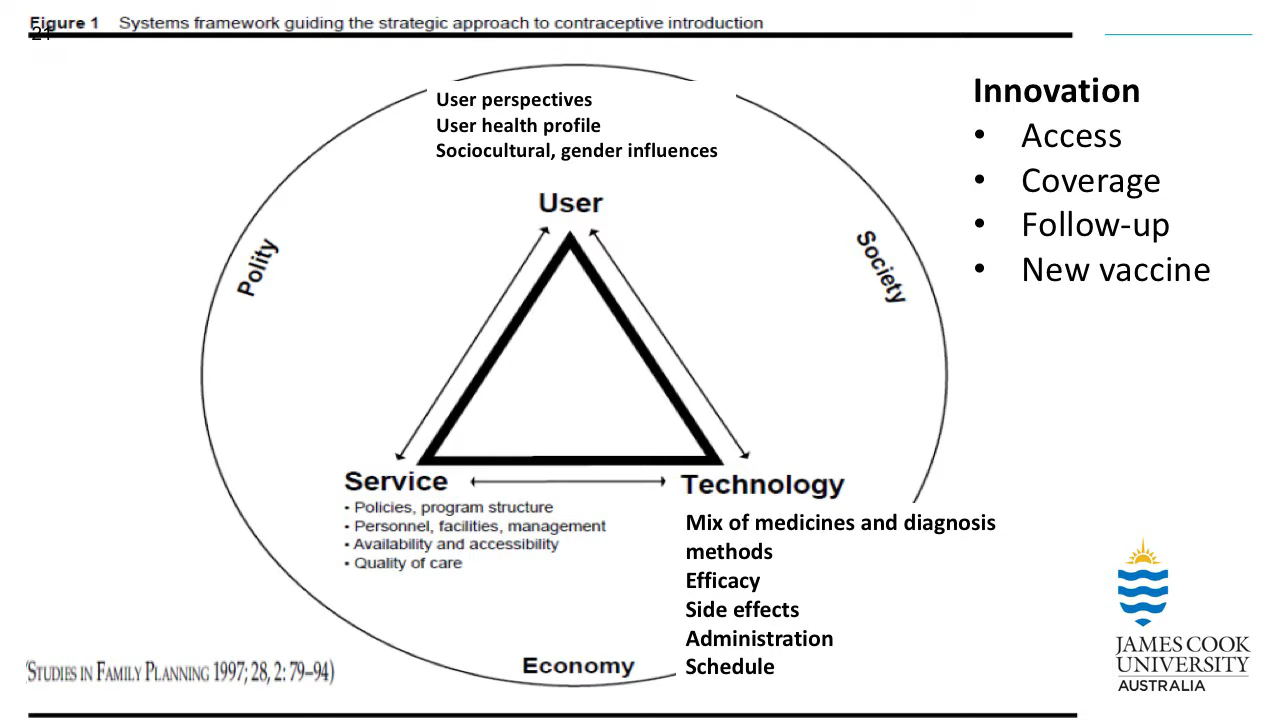 Figure 1 Systems framework guiding the strategic approach to contraceptive introduction
21
User perspectives
User health profile
Sociocultural, gender influences
User
Polity
Society
Service
• Policies, program structure
• Personnel, facilities, management
• Availability and accessibility
• Quality of care
Technology
Mix of medicines and diagnosis
methods
Efficacy
Side effects
Administration
Schedule
Economy
(STUDIES IN FAMILY PLANNING 1997; 28, 2: 79–94)
Innovation
• Access
• Coverage
• Follow-up
• New vaccine
JAMES COOK
UNIVERSITY
AUSTRALIA